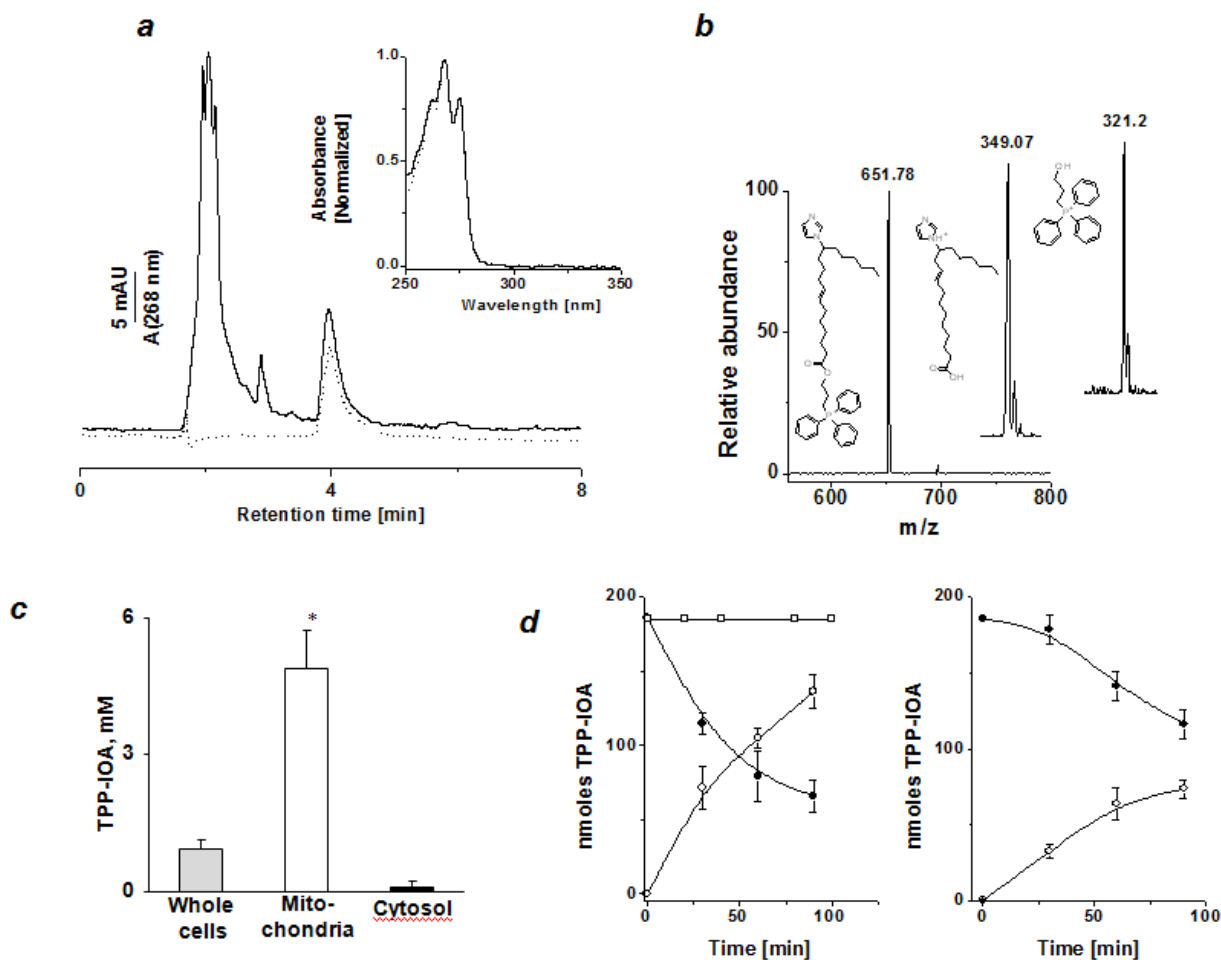 a
5 mAU
A(268 nm)
0
4
8
Retention time [min]
Absorbance
[Normalized]
1.0
0.5
0.0
250
300
350
Wavelength [nm]
b
Relative abundance
100
50
0
651.78
349.07
321.2
N
N
O
O
P+
N
NH+
O
OH
OH
P+
600
700
800
m/z
c
TPP-IOA, mM
6
3
0
*
Whole
cells
Mito-
chondria
Cytosol
d
nmoles TPP-IOA
200
100
0
0
50
100
Time [min]
nmoles TPP-IOA
200
100
0
0
50
100
Time [min]